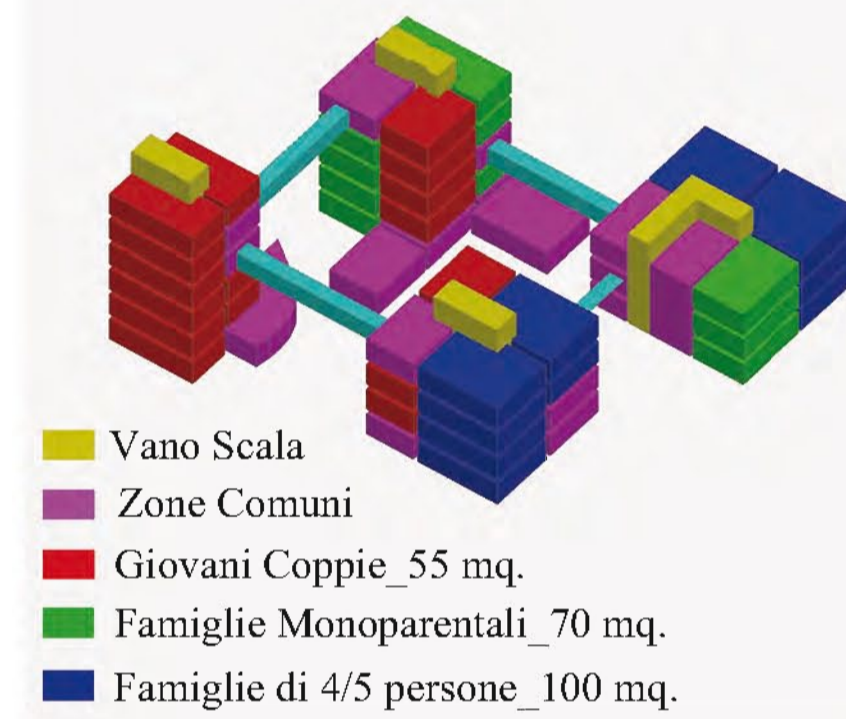 Vano Scala
Zone Comuni
Giovani Coppie_55 mq.
Famiglie Monoparentali_70 mq.
Famiglie di 4/5 persone_100 mq.